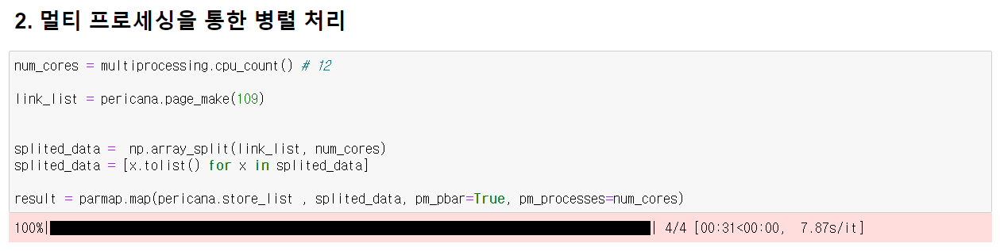 2. 멀티 프로세싱을 통한 병렬 처리
num_cores = multiprocessing.cpu_count() # 12
link_list = pericana.page_make(109)
splited_data =  np.array_split(link_list, num_cores)
splited_data = [x.tolist() for x in splited_data]
result = parmap.map(pericana.store_list , splited_data, pm_pbar=True, pm_processes=num_cores)
100%|██████████| 4/4 [00:31<00:00,  7.87s/it]